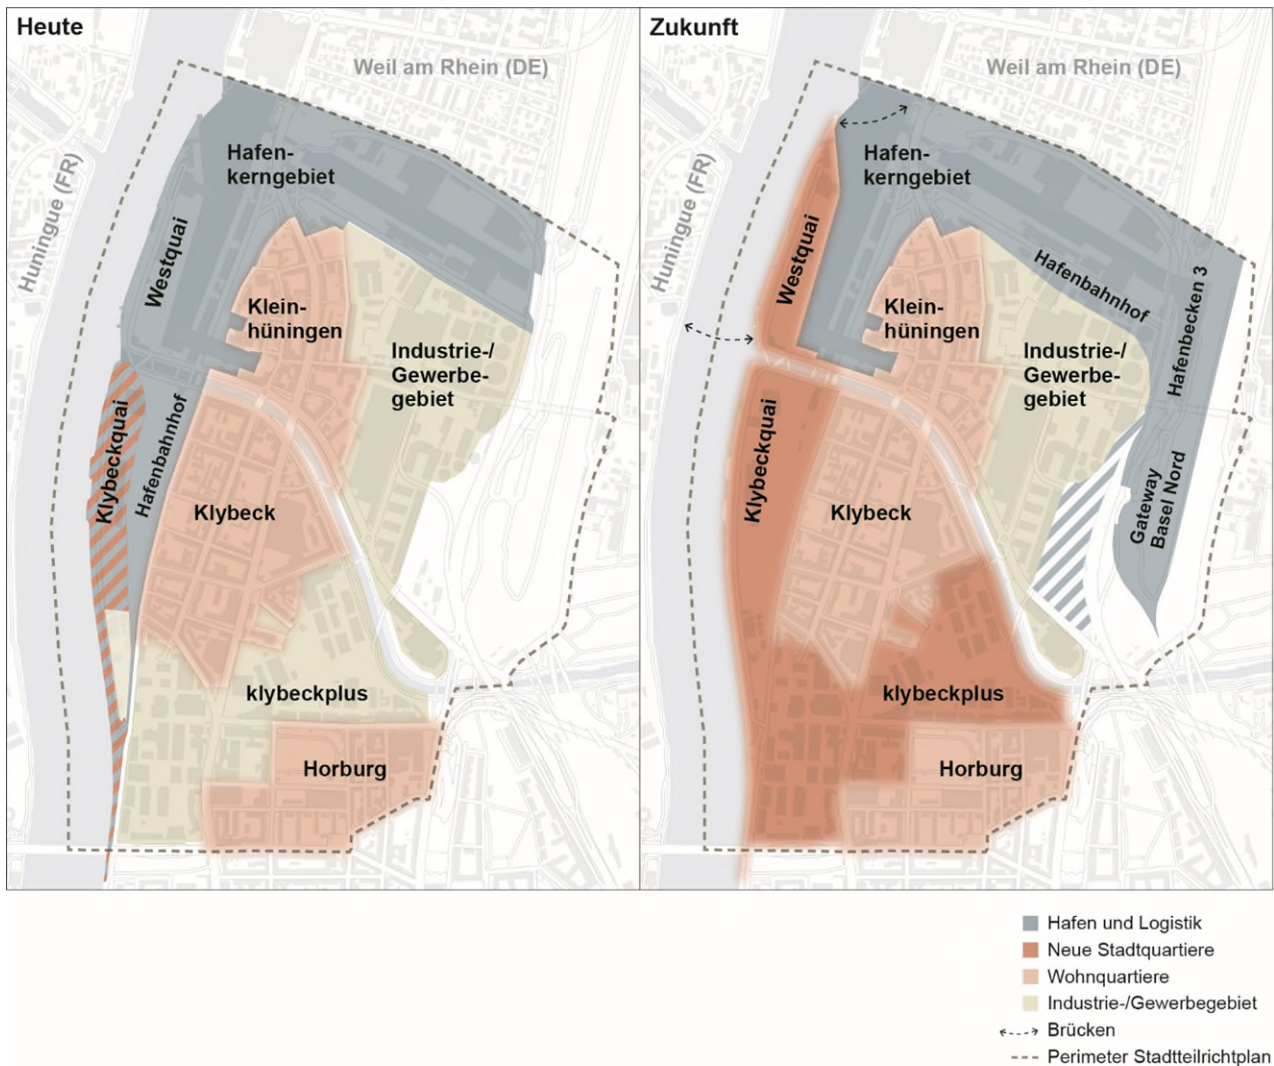 Heute
Weil am Rhein (DE)
Huningue (FR)
Hafen-
kerngebiet
Westquai
Klein-
hüningen
Industrie-/
Gewerbe-
gebiet
Klybeckquai
Hafenbahnhof
Klybeck
klybeckplus
Horburg
Zukunft
Weil am Rhein (DE)
Huningue (FR)
Hafen-
kerngebiet
Westquai
Hafenbahnhof
Hafenbecken 3
Klein-
hüningen
Industrie-/
Gewerbe-
gebiet
Klybeckquai
Klybeck
Gateway
Basel Nord
klybeckplus
Horburg
Hafen und Logistik
Neue Stadtquartiere
Wohnquartiere
Industrie-/Gewerbegebiet
Brücken
Perimeter Stadtteilrichtplan